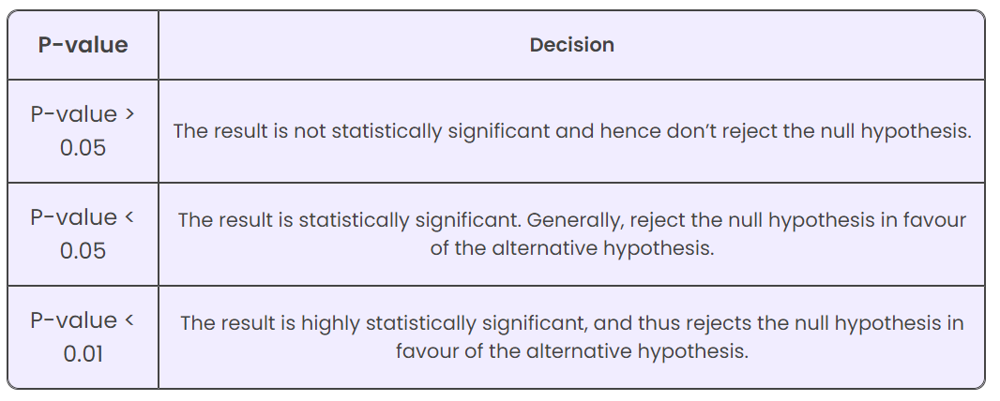 P-value
Decision
P-value >
0.05
The result is not statistically significant and hence don’t reject the null hypothesis.
P-value <
0.05
The result is statistically significant. Generally, reject the null hypothesis in favour
of the alternative hypothesis.
P-value <
0.01
The result is highly statistically significant, and thus rejects the null hypothesis in
favour of the alternative hypothesis.